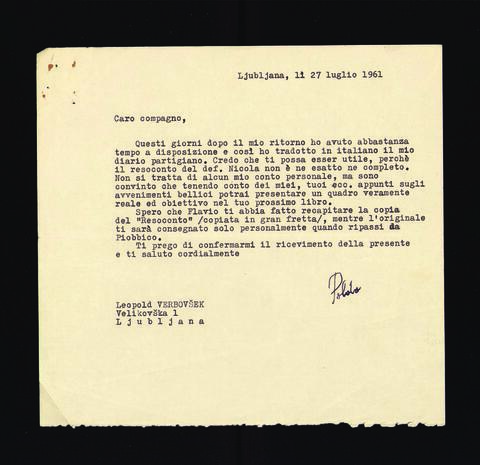 Ljubljana, li 27 luglio 1961
Caro compagno,
Questi giorni dopo il mio ritorno ho avuto abbastanza
tempo a disposizione e così ho tradotto in italiano il mio
diario partigiano. Credo che ti possa esser utile, perchè
il resoconto del def. Nicola non è ne esatto ne completo.
Non si tratta di alcun mio conto personale, ma sono
convinto che tenendo conto dei miei, tuoi ecc. appunti sugli
avvenimenti bellici potrai presentare un quadro veramente
reale ed obiettivo nel tuo prossimo libro.
Spero che Flavio ti abbia fatto recapitare la copia
del "Resoconto" /copiata in gran fretta/, mentre l'originale
ti sarà consegnato solo personalmente quando ripassi da
Piobbico.
Ti prego di confermarmi il ricevimento della presente
e ti saluto cordialmente
Poldo
Leopold VERBOVŠEK
Velikovška 1
L j u b l j a n a